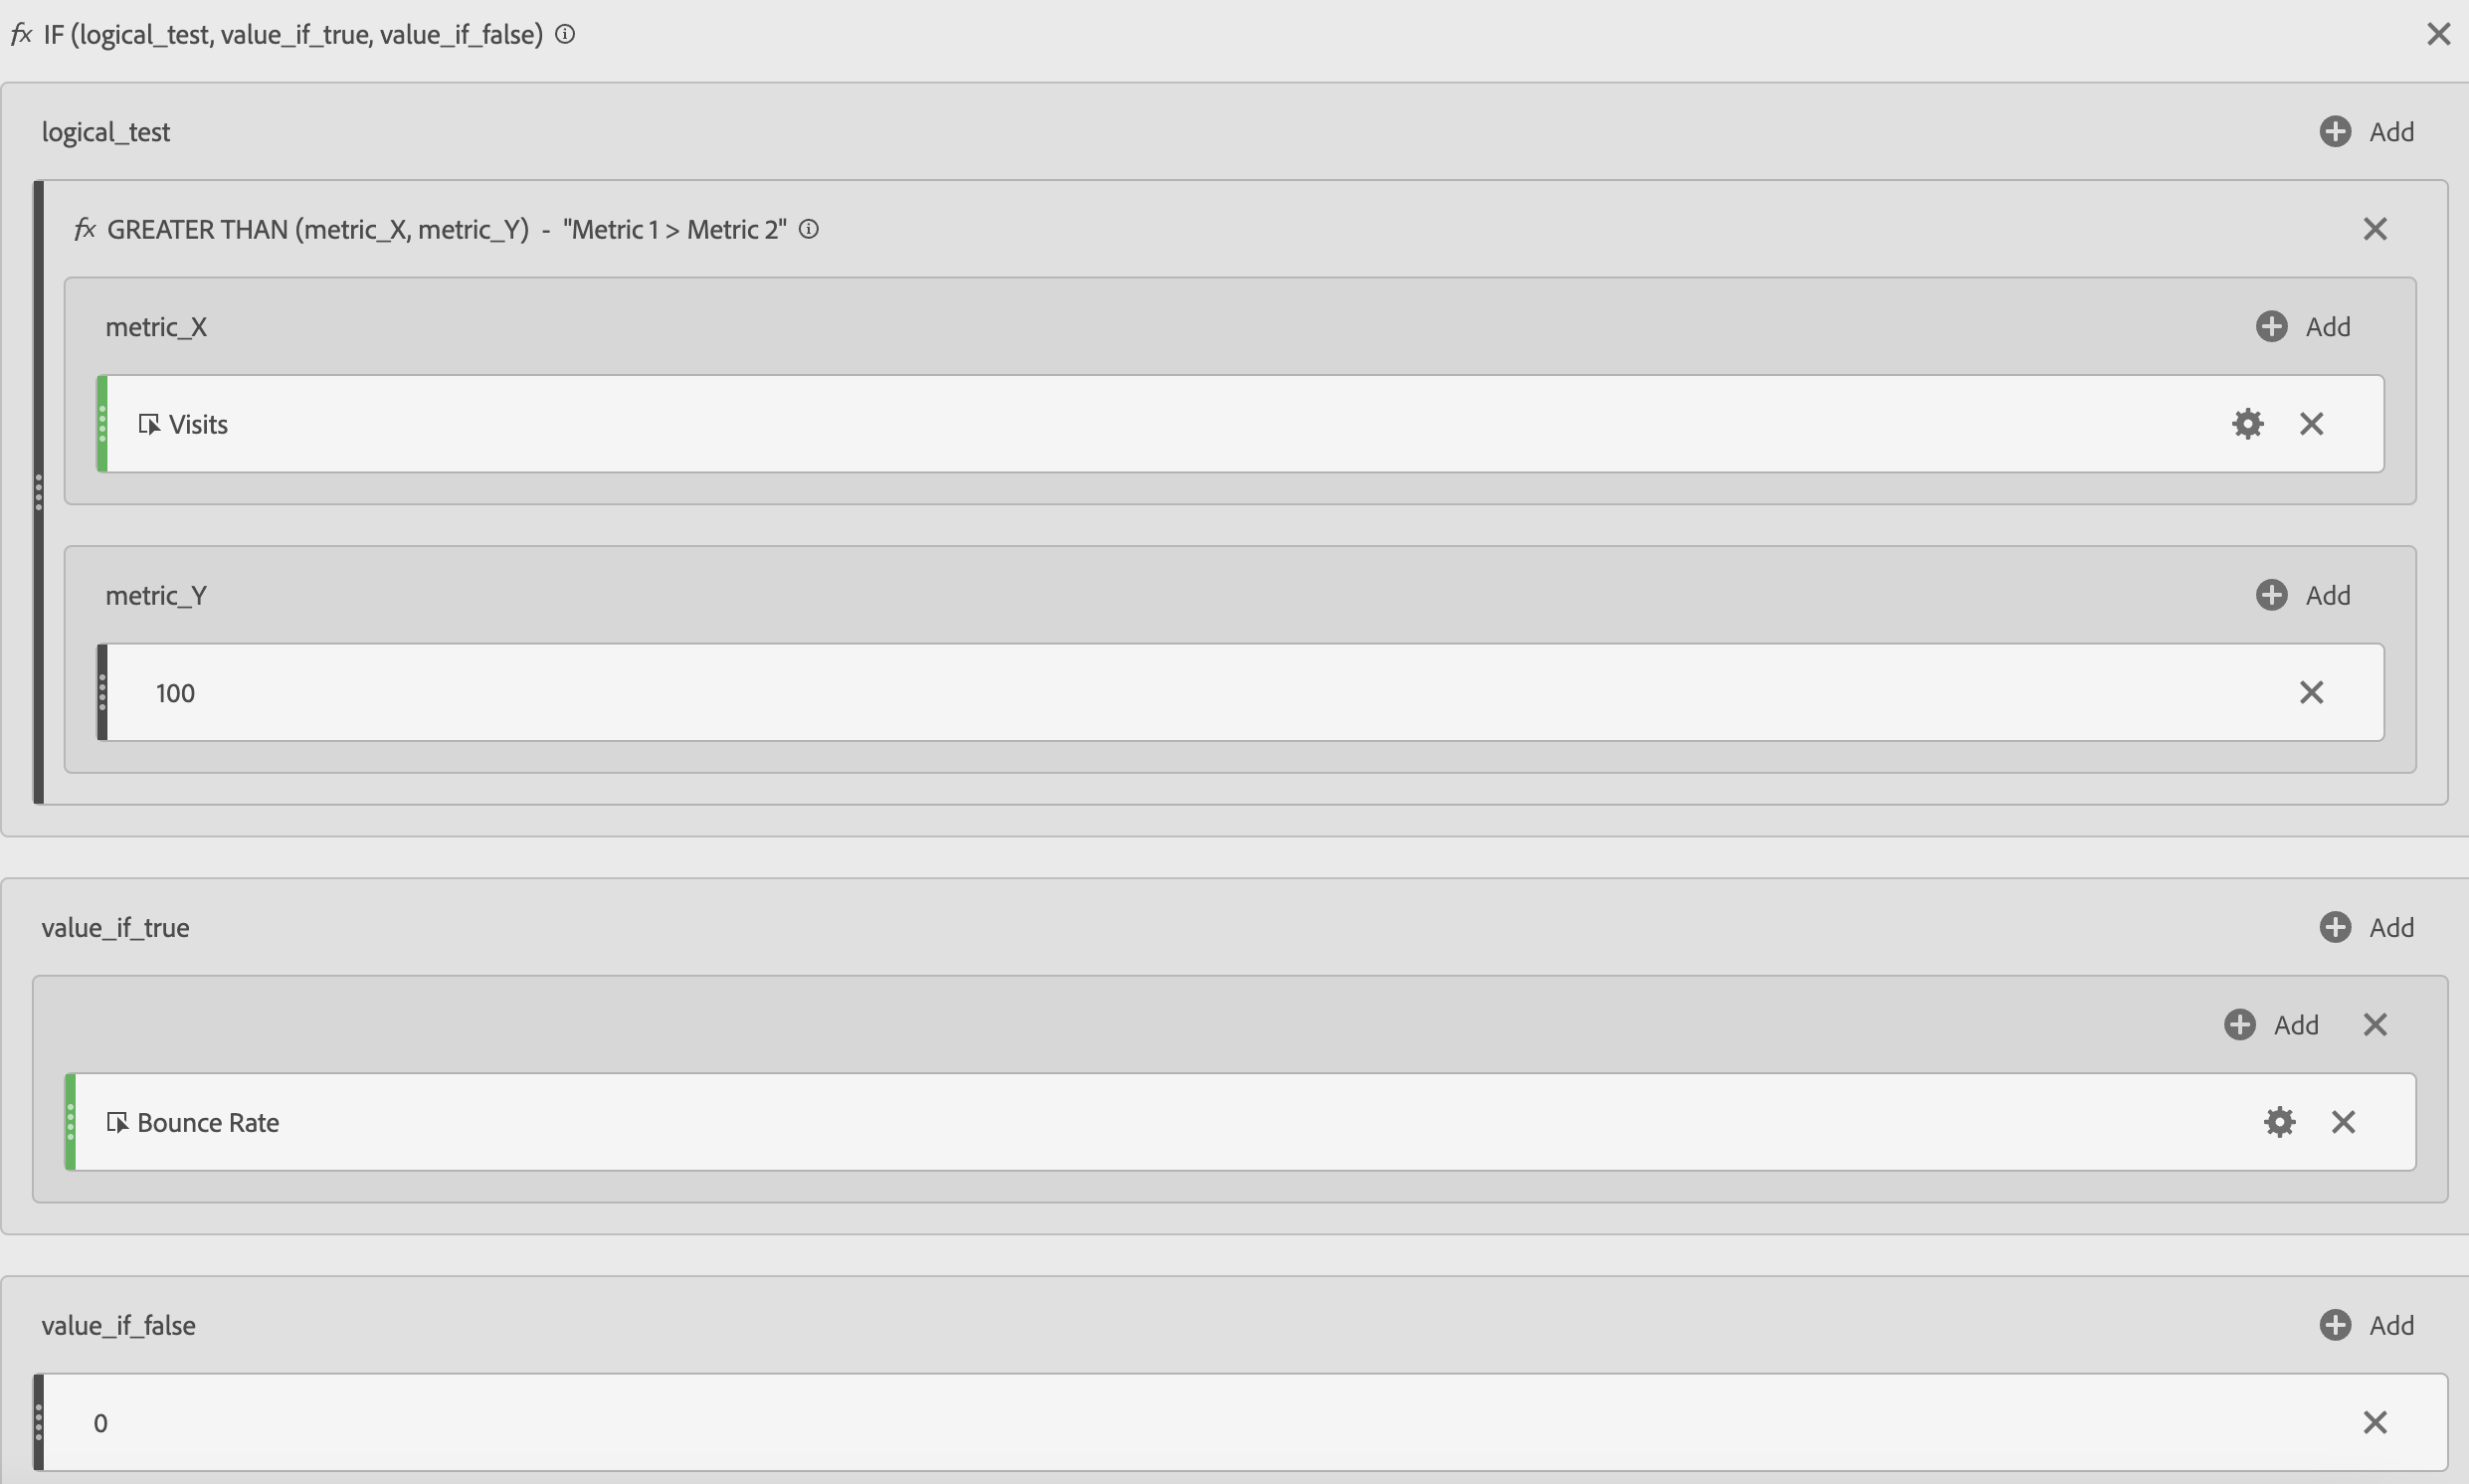 fx IF (logical_test, value_if_true, value_if_false)
logical_test Add
fx GREATER THAN (metric_X, metric_Y) - "Metric 1 > Metric 2"
metric_X Add
Visits
metric_Y Add
100
value_if_true Add
Add
Bounce Rate
value_if_false Add
0